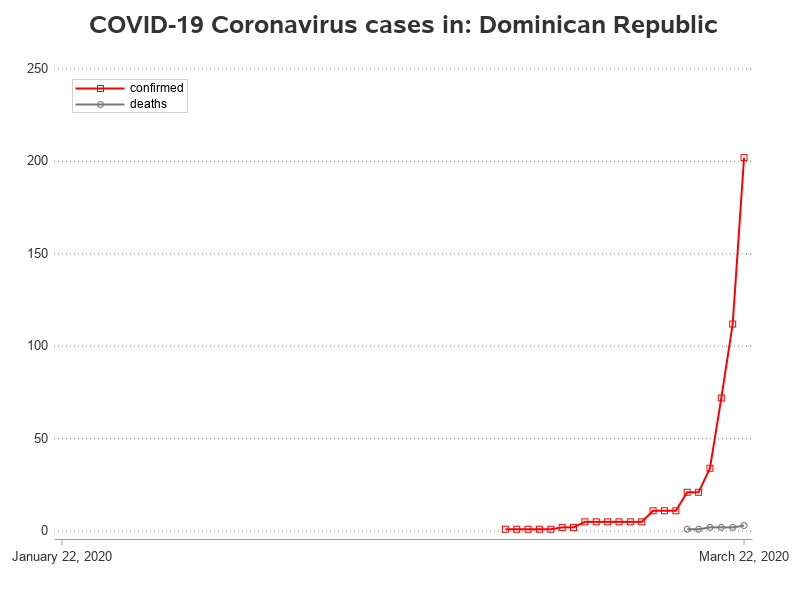 COVID-19 Coronavirus cases in: Dominican Republic
250
confirmed
deaths
200
150
100
50
0
January 22, 2020
March 22, 2020